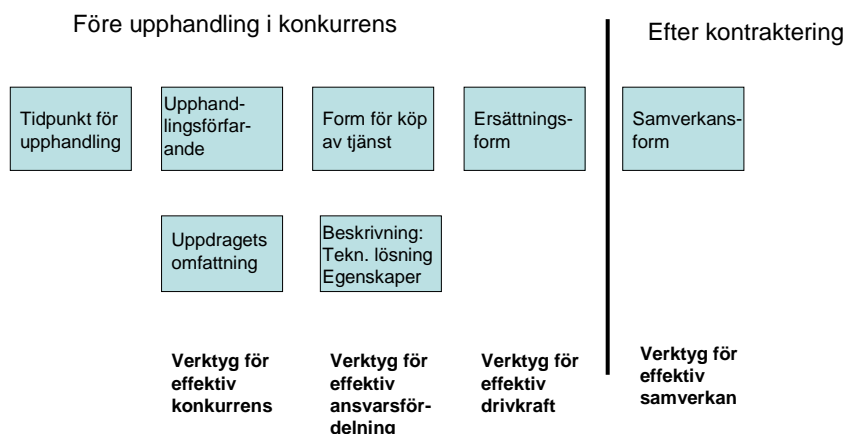 Före upphandling i konkurrens
Efter kontraktering
Tidpunkt för
upphandling
Upphand-
lingsförfar-
ande
Form för köp
av tjänst
Ersättnings-
form
Samverkans-
form
Uppdragets
omfattning
Beskrivning:
Tekn. lösning
Egenskaper
Verktyg för
effektiv
konkurrens
Verktyg för
effektiv
ansvarsför-
delning
Verktyg för
effektiv
drivkraft
Verktyg för
effektiv
samverkan